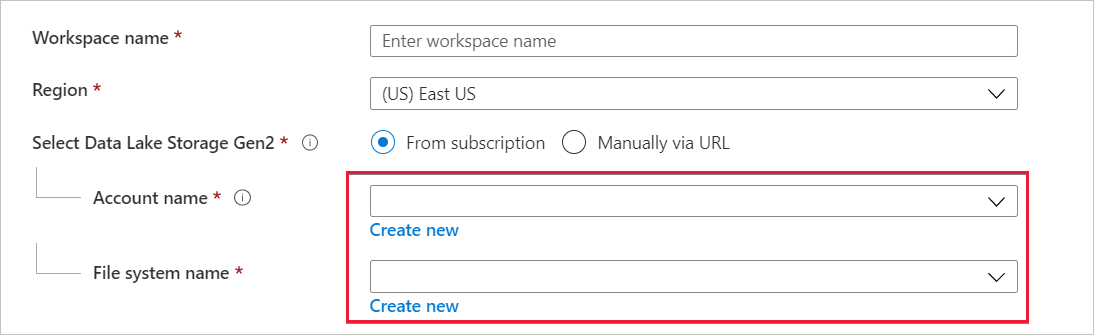 Workspace name *
Enter workspace name
Region *
(US) East US
Select Data Lake Storage Gen2 *
From subscription
Manually via URL
Account name *
Create new
File system name *
Create new